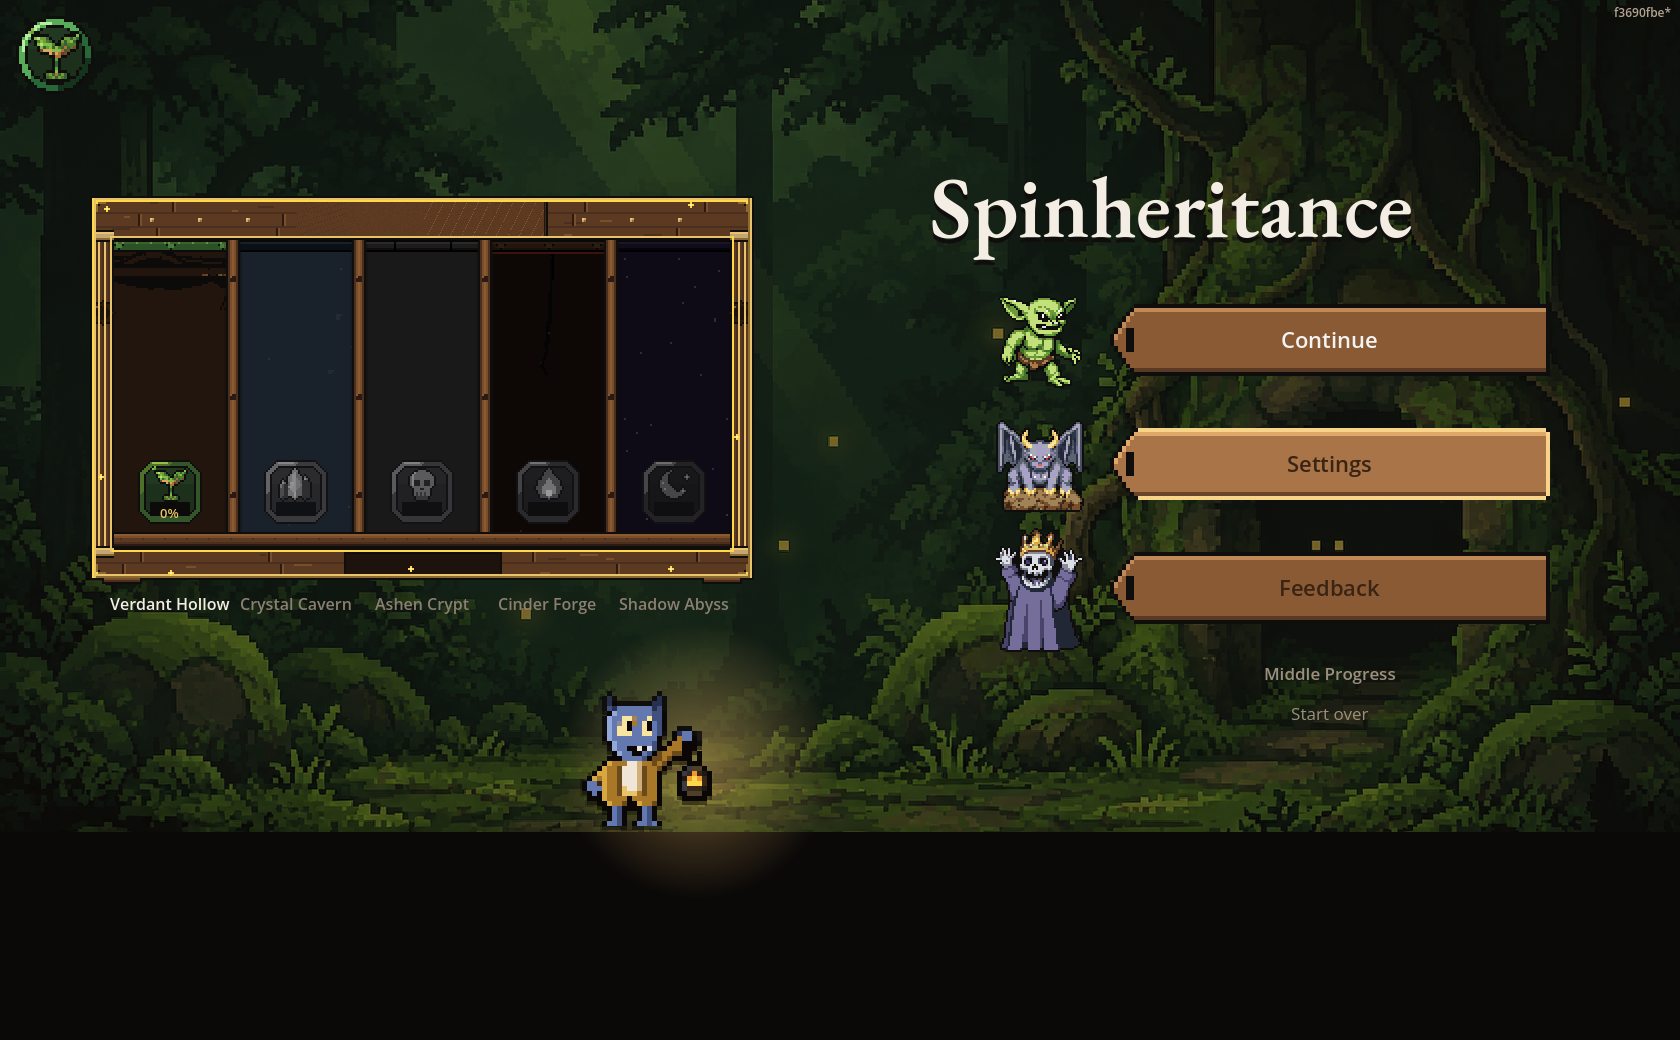 f3690fbe*
Spinheritance
Continue
Settings
Feedback
Middle Progress
Start over
0%
Verdant Hollow Crystal Cavern Ashen Crypt Cinder Forge Shadow Abyss